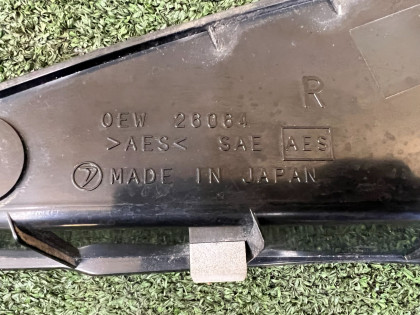 R
OEW 26064
>AES< SAE AES
MADE IN JAPAN